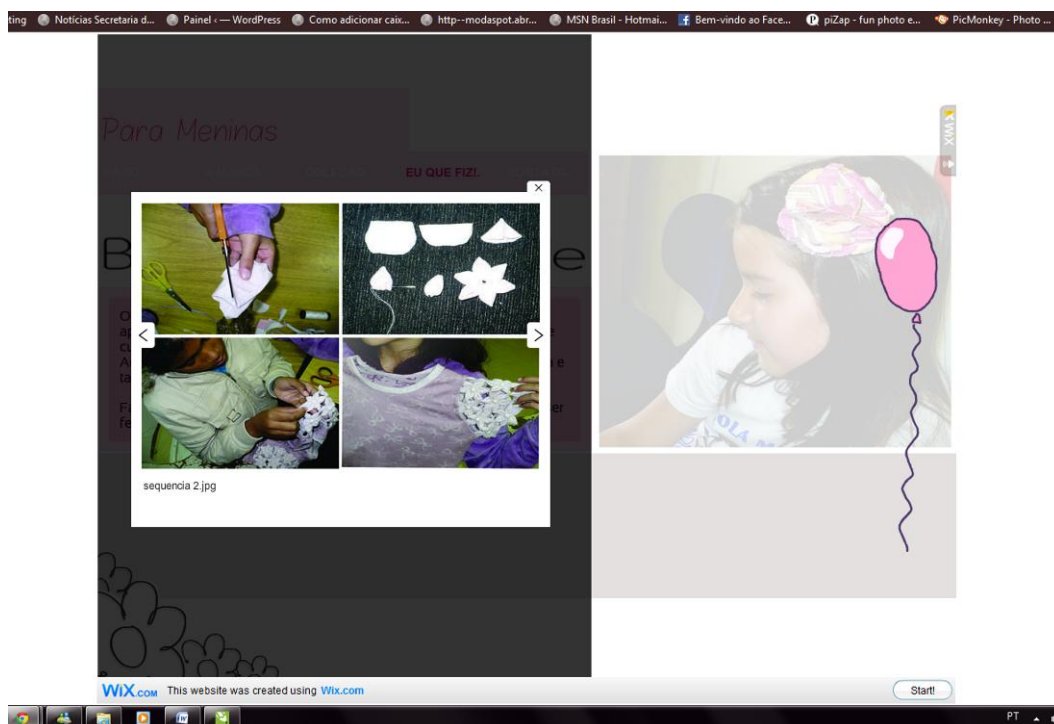 ting Notícias Secretaria d... Painel ‹ — WordPress Como adicionar caix... http--modaspot.abr... MSN Brasil - Hotmai... Bem-vindo ao Face... piZap - fun photo e... PicMonkey - Photo ...
Para Meninas
WiX
EU QUE FIZ!.
B
e
sequencia 2.jpg
OLA M
WiX.COM This website was created using Wix.com
Start!
PT